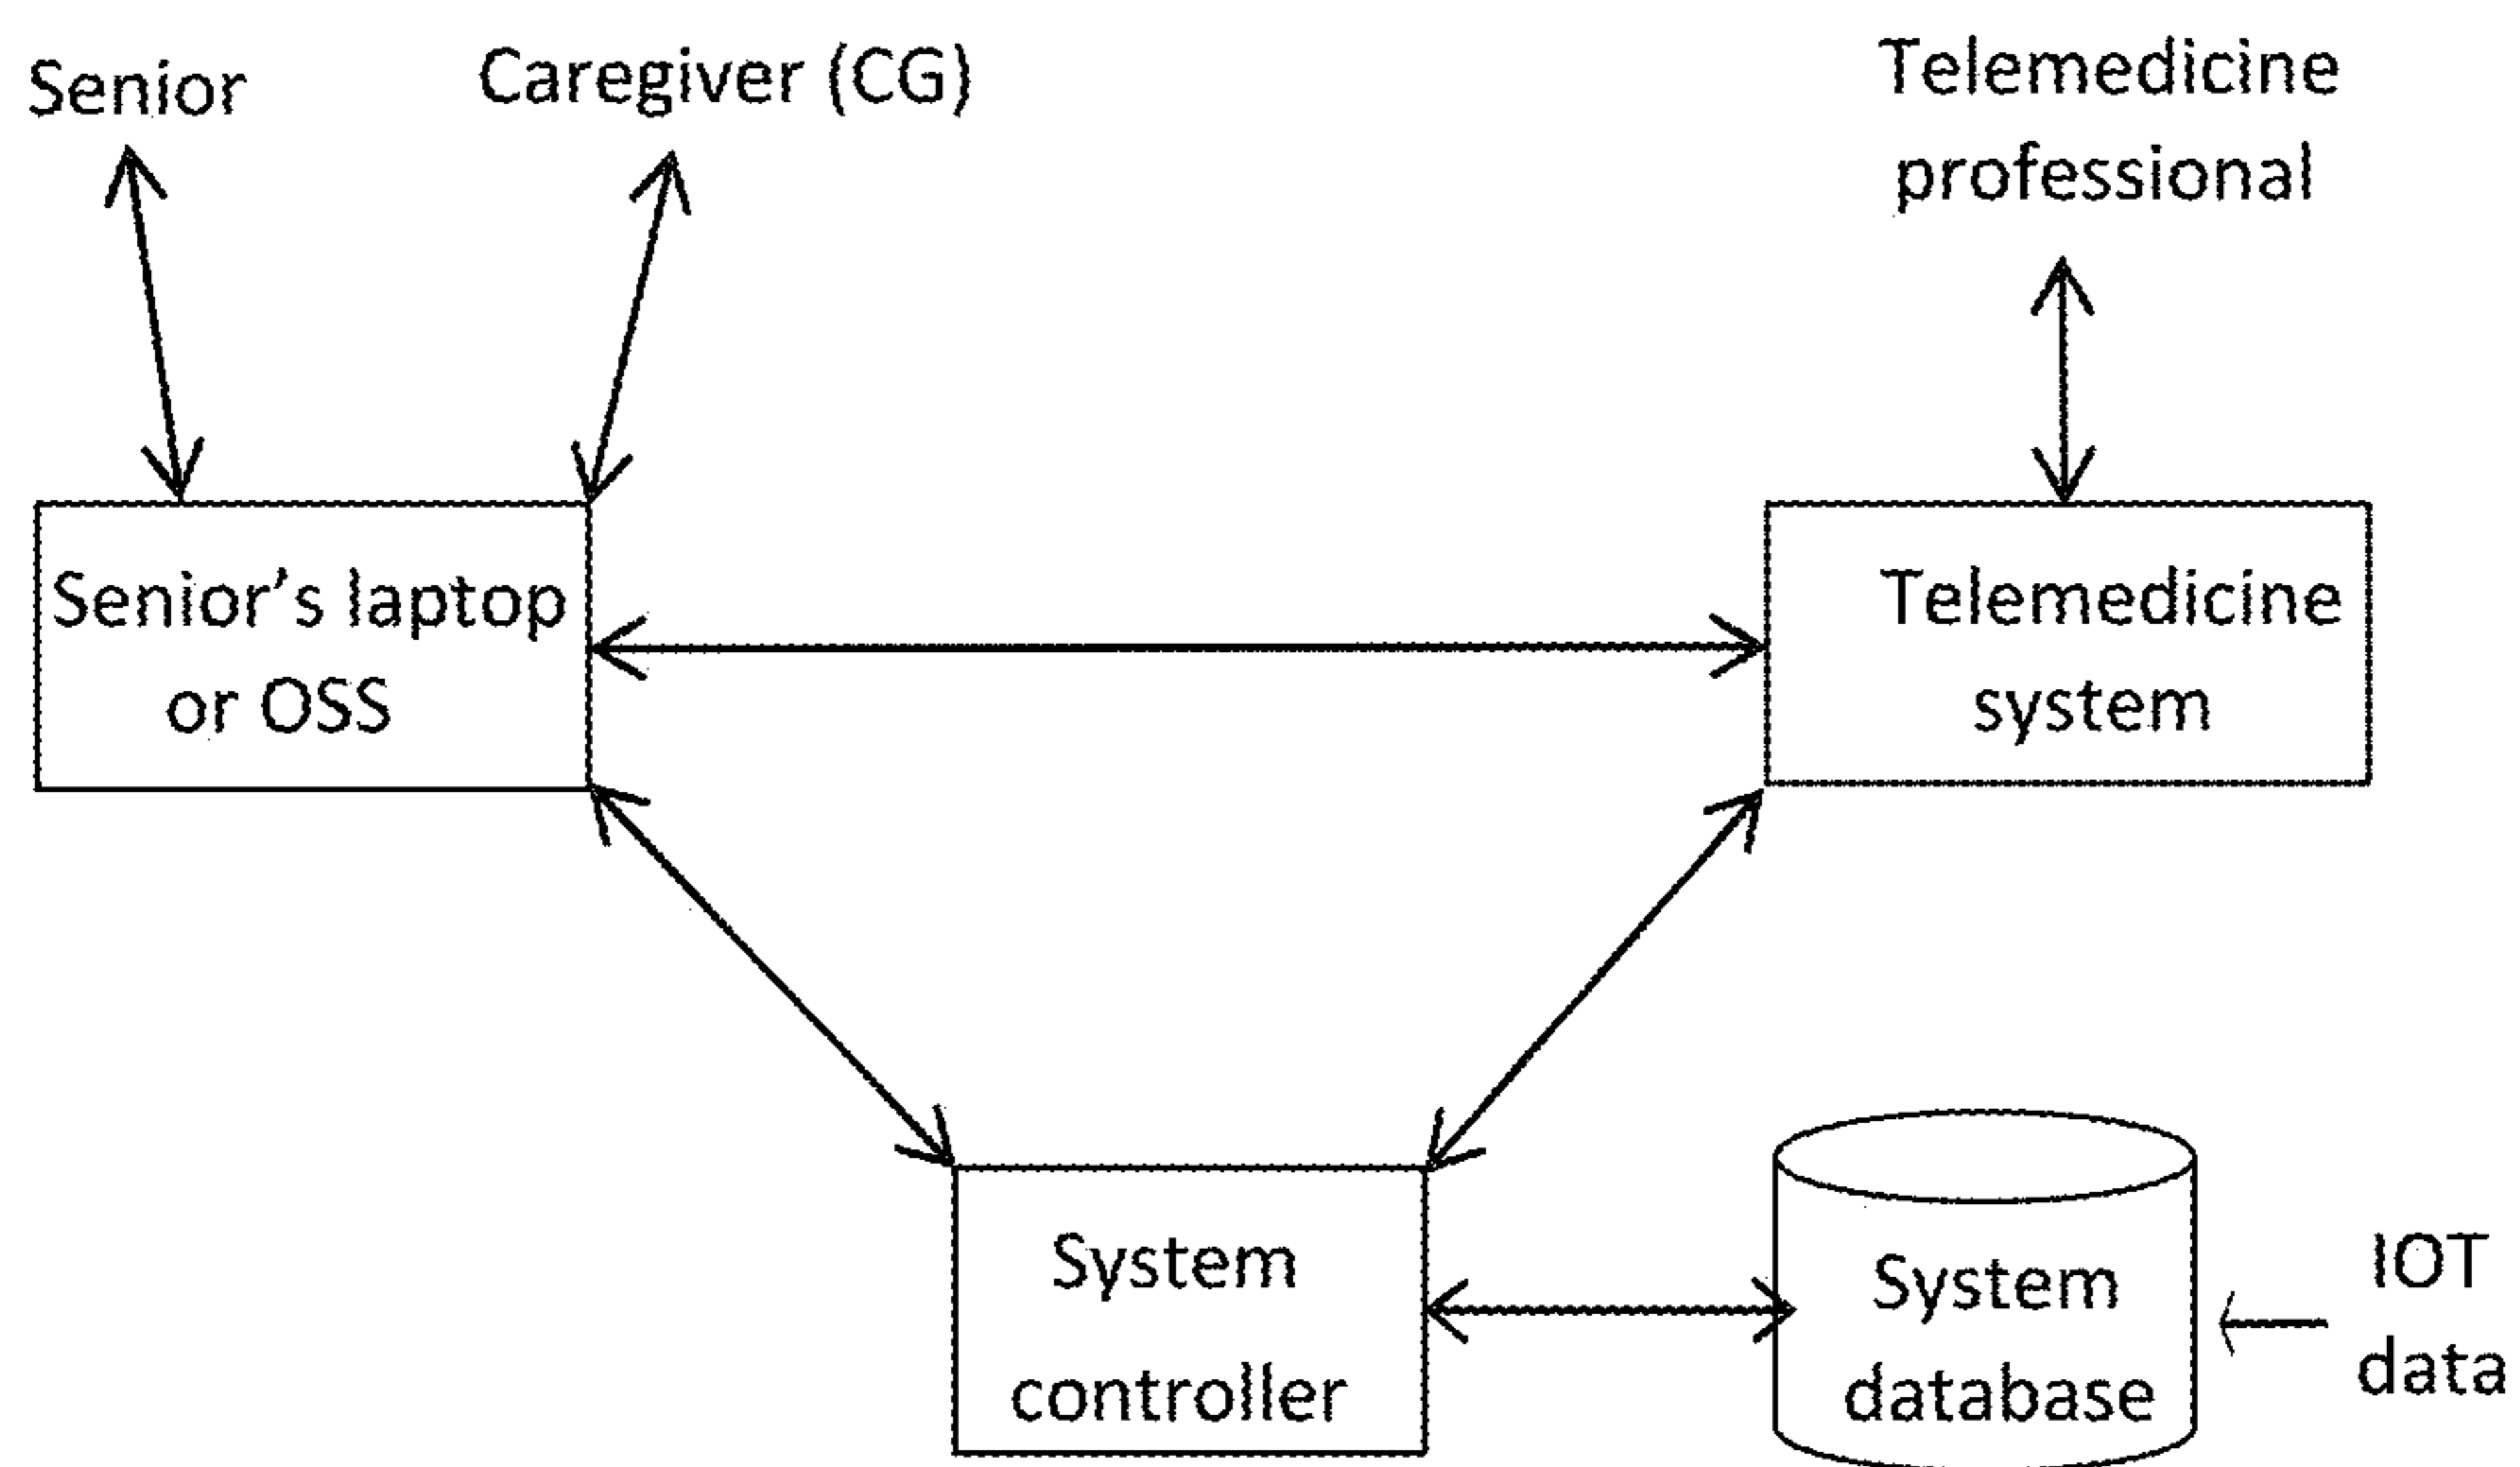 Senior
Caregiver (CG)
Telemedicine
professional
Senior's laptop
or OSS
Telemedicine
system
System
controller
System
database
IOT
data